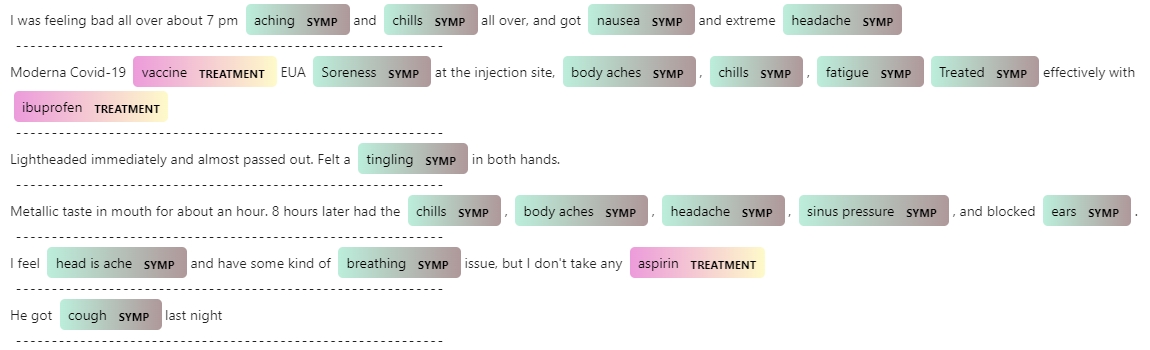 I was feeling bad all over about 7 pm aching SYMP and chills SYMP all over, and got nausea SYMP and extreme headache SYMP
Moderna Covid-19 vaccine TREATMENT EUA Soreness SYMP at the injection site, body aches SYMP , chills SYMP , fatigue SYMP Treated SYMP effectively with
ibuprofen TREATMENT
Lightheaded immediately and almost passed out. Felt a tingling SYMP in both hands.
Metallic taste in mouth for about an hour. 8 hours later had the chills SYMP , body aches SYMP , headache SYMP , sinus pressure SYMP , and blocked ears SYMP .
I feel head is ache SYMP and have some kind of breathing SYMP issue, but I don't take any aspirin TREATMENT
He got cough SYMP last night